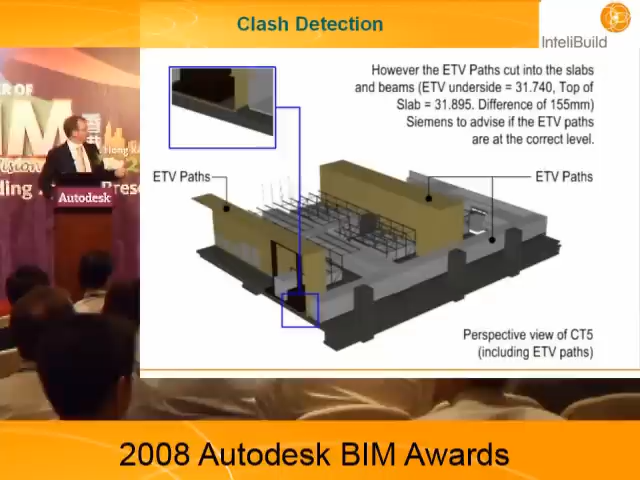 Clash Detection
InteliBuild
However the ETV Paths cut into the slabs
and beams (ETV underside = 31.740, Top of
Slab = 31.895. Difference of 155mm)
Siemens to advise if the ETV paths
are at the correct level.
ETV Paths
ETV Paths
Perspective view of CT5
(including ETV paths)
Autodesk
2008 Autodesk BIM Awards